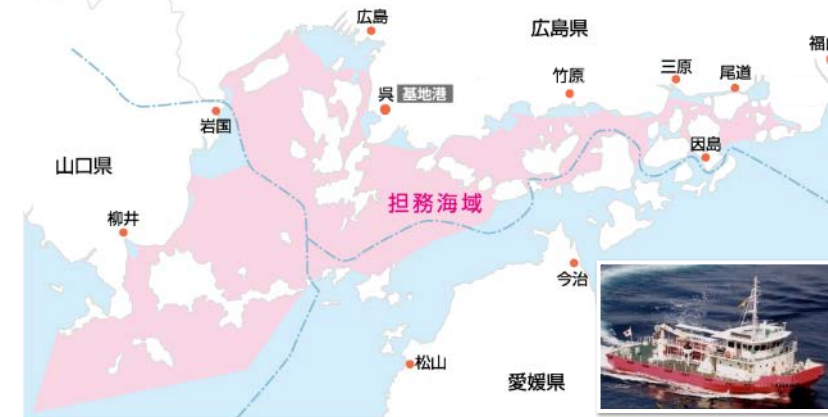 広島
広島県
福山
三原
尾道
竹原
呉 基地港
岩国
因島
山口県
担務海域
柳井
今治
松山
愛媛県